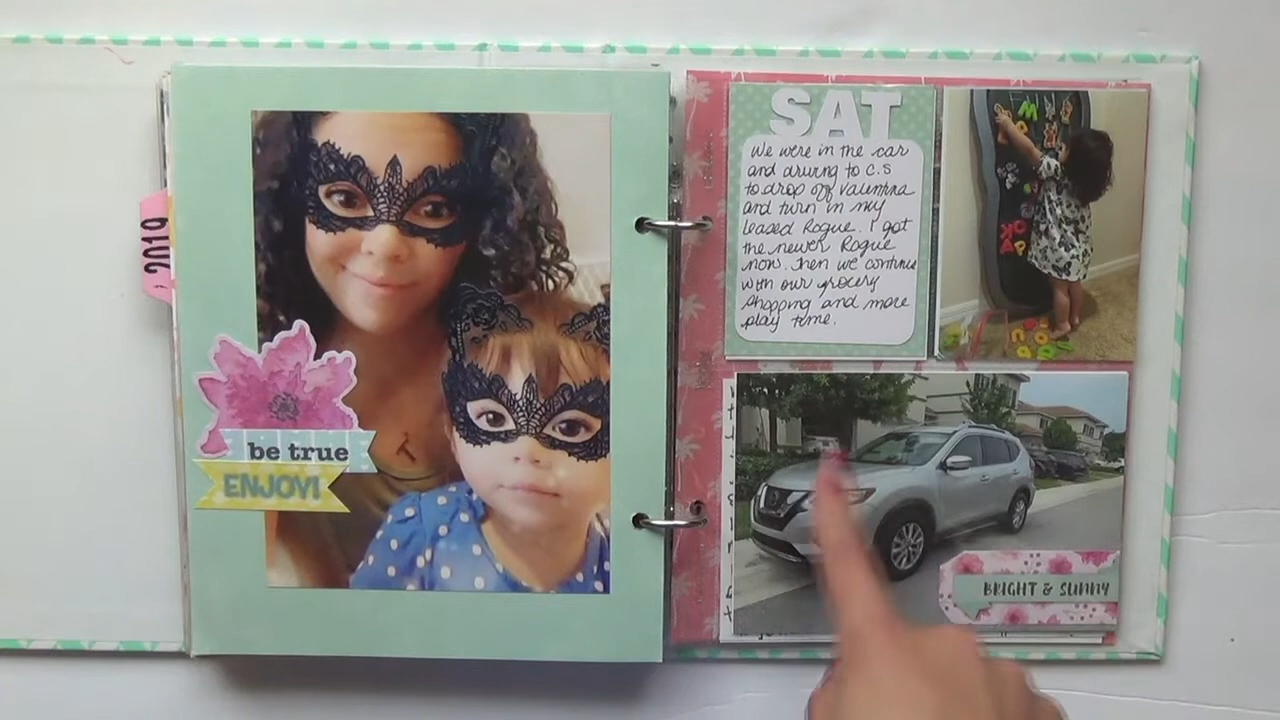 2019
be true
ENJOY!
SAT
We were in the car
and driving to C.S
to drop off Valentina
and turn in my
leased Rogue. I got
the newer Rogue
now. Then we continue
with our grocery
shopping and more
play time.
BRIGHT & SUNNY